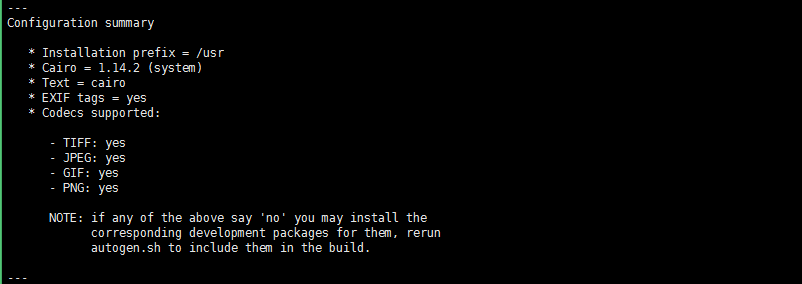 ---
Configuration summary
* Installation prefix = /usr
* Cairo = 1.14.2 (system)
* Text = cairo
* EXIF tags = yes
* Codecs supported:
- TIFF: yes
- JPEG: yes
- GIF: yes
- PNG: yes
NOTE: if any of the above say 'no' you may install the
corresponding development packages for them, rerun
autogen.sh to include them in the build.
---